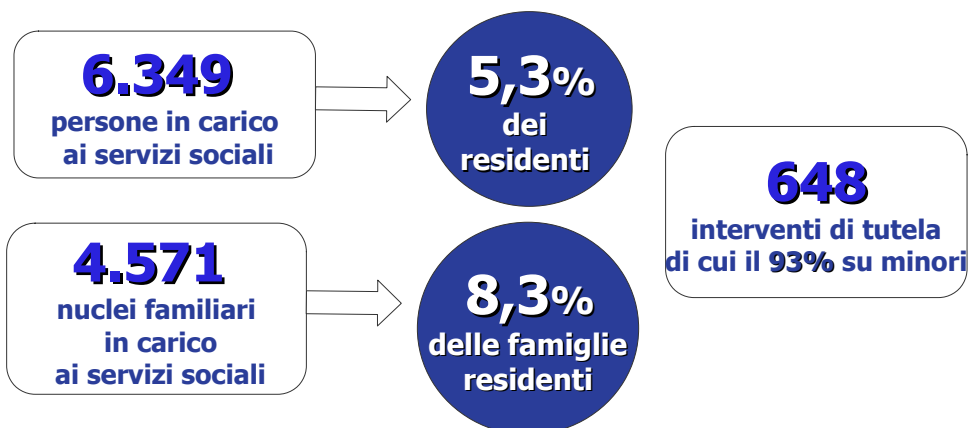 6.349
persone in carico
ai servizi sociali
5,3%
dei
residenti
4.571
nuclei familiari
in carico
ai servizi sociali
8,3%
delle famiglie
residenti
648
interventi di tutela
di cui il 93% su minori